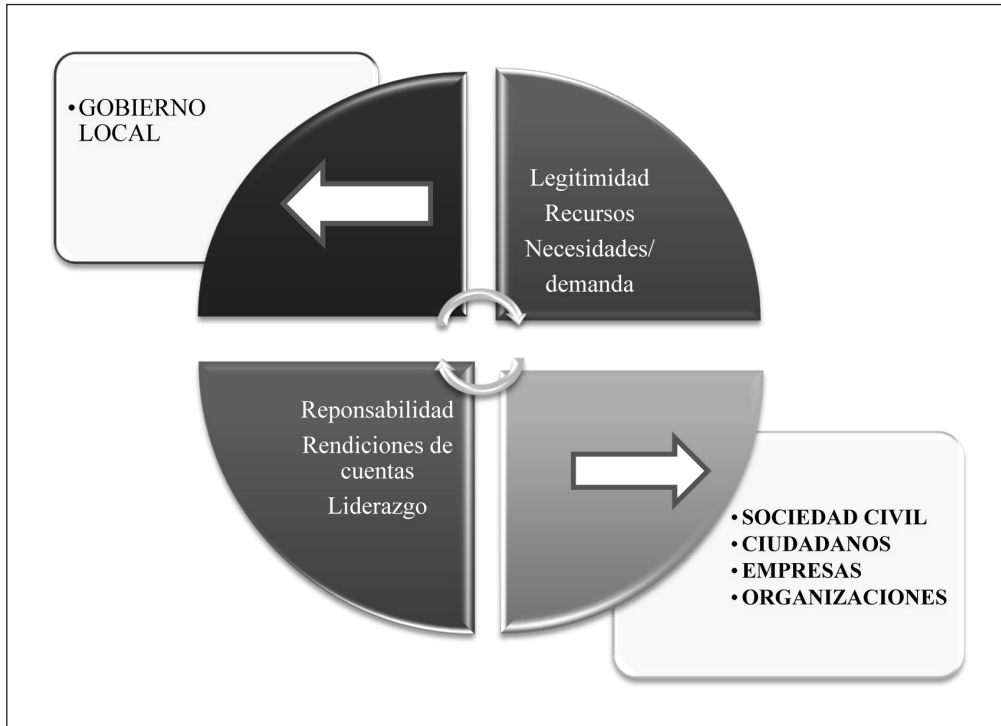 •GOBIERNO
LOCAL
Legitimidad
Recursos
Necesidades/
demanda
Reponsabilidad
Rendiciones de
cuentas
Liderazgo
•SOCIEDAD CIVIL
•CIUDADANOS
•EMPRESAS
•ORGANIZACIONES